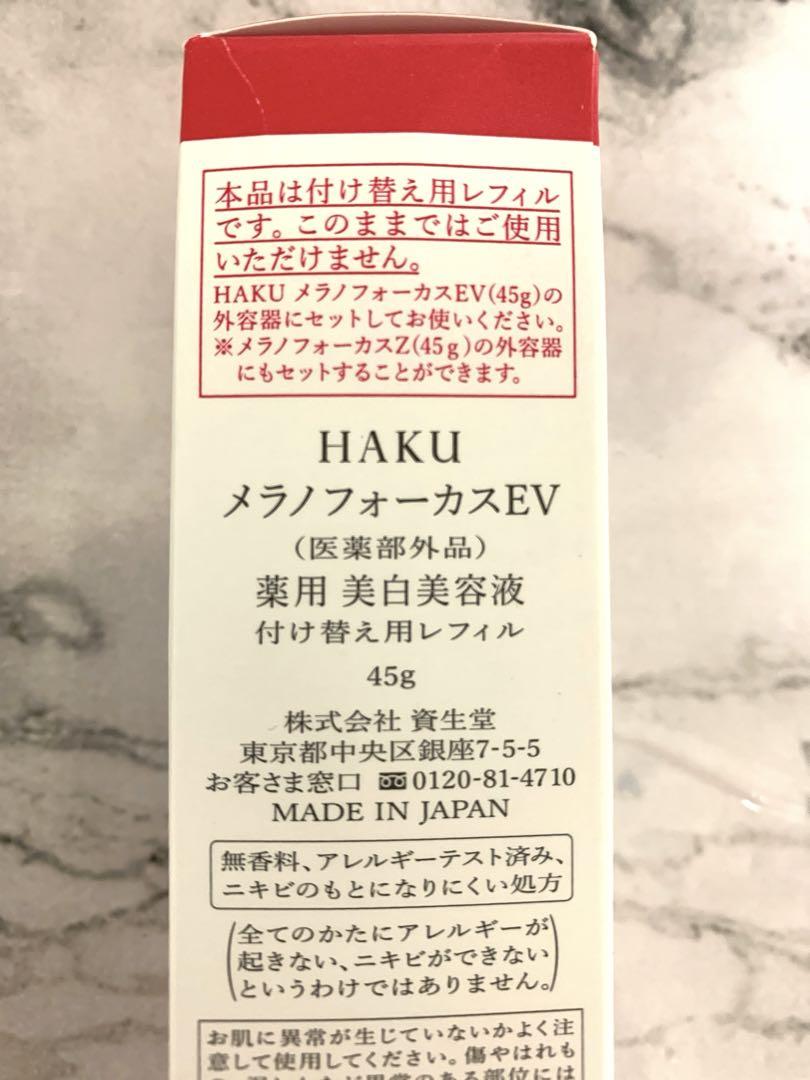 本品は付け替え用レフィル
です。このままではご使用
いただけません。
HAKU メラノフォーカスEV(45g)の
外容器にセットしてお使いください。
※メラノフォーカスZ(45g)の外容器
にもセットすることができます。
HAKU
メラノフォーカスEV
(医薬部外品)
薬用 美白美容液
付け替え用レフィル
45g
株式会社 資生堂
東京都中央区銀座7-5-5
お客さま窓口 0120-81-4710
MADE IN JAPAN
無香料、アレルギーテスト済み、
ニキビのもとになりにくい処方
(全てのかたにアレルギーが
起きない、ニキビができない
というわけではありません。)
お肌に異常が生じていないかよく注
意して使用してください。傷やはれも